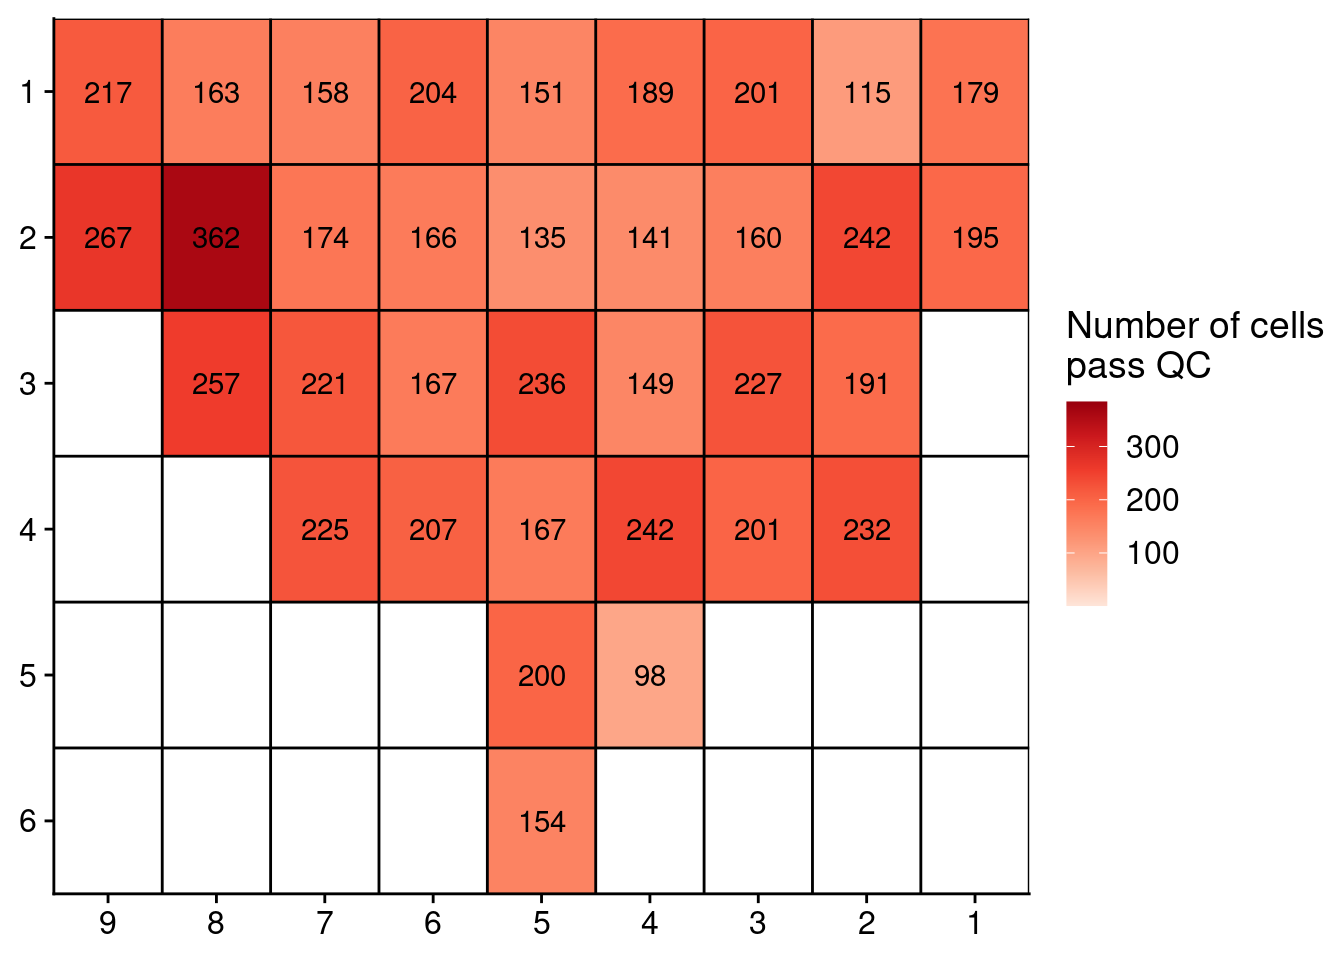 1 217 163 158 204 151 189 201 115 179
2 267 362 174 166 135 141 160 242 195
3 257 221 167 236 149 227 191
4 225 207 167 242 201 232
5 200 98
6 154
9 8 7 6 5 4 3 2 1
Number of cells
pass QC
300
200
100